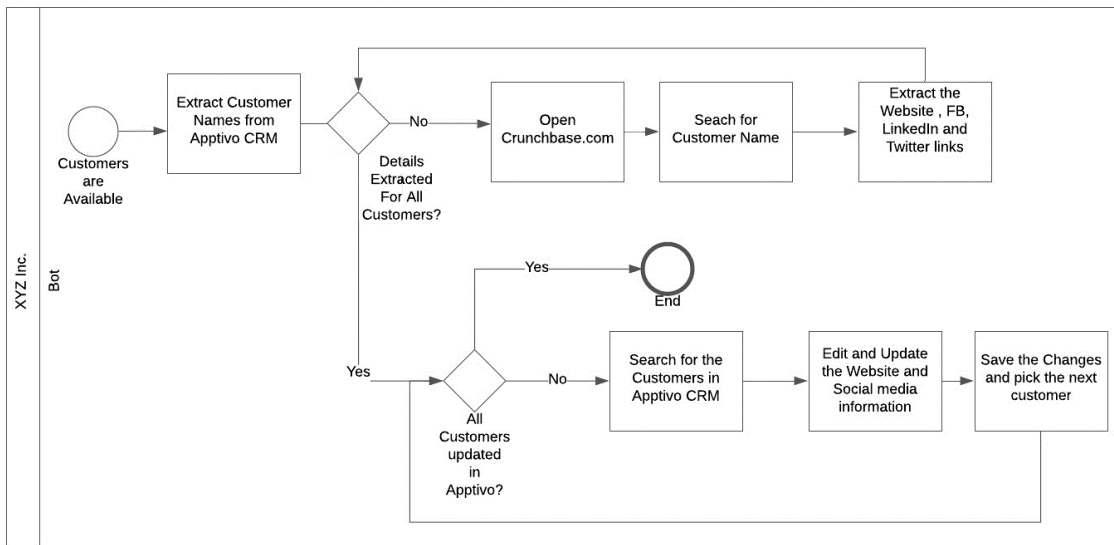 XYZ Inc.
Bot
Customers
are
Available
Extract Customer
Names from
Apptivo CRM
Details
Extracted
For All
Customers?
No
Open
Crunchbase.com
Seach for
Customer Name
Extract the
Website , FB,
LinkedIn and
Twitter links
Yes
All
Customers
updated
in
Apptivo?
Yes
End
No
Search for the
Customers in
Apptivo CRM
Edit and Update
the Website and
Social media
information
Save the Changes
and pick the next
customer